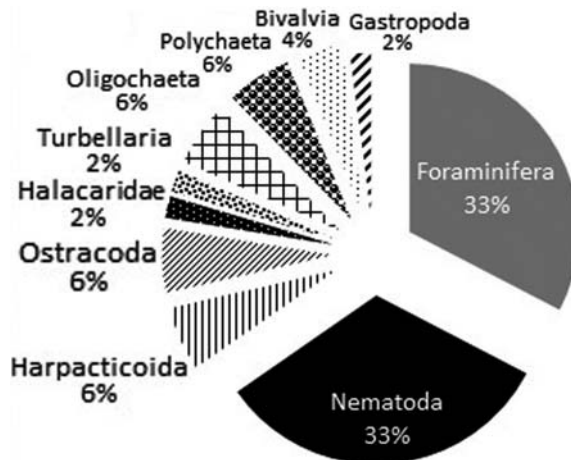 Bivalvia
4%
Gastropoda
2%
Polychaeta
6%
Oligochaeta
6%
Turbellaria
2%
Halacaridae
2%
Ostracoda
6%
Harpacticoida
6%
Foraminifera
33%
Nematoda
33%